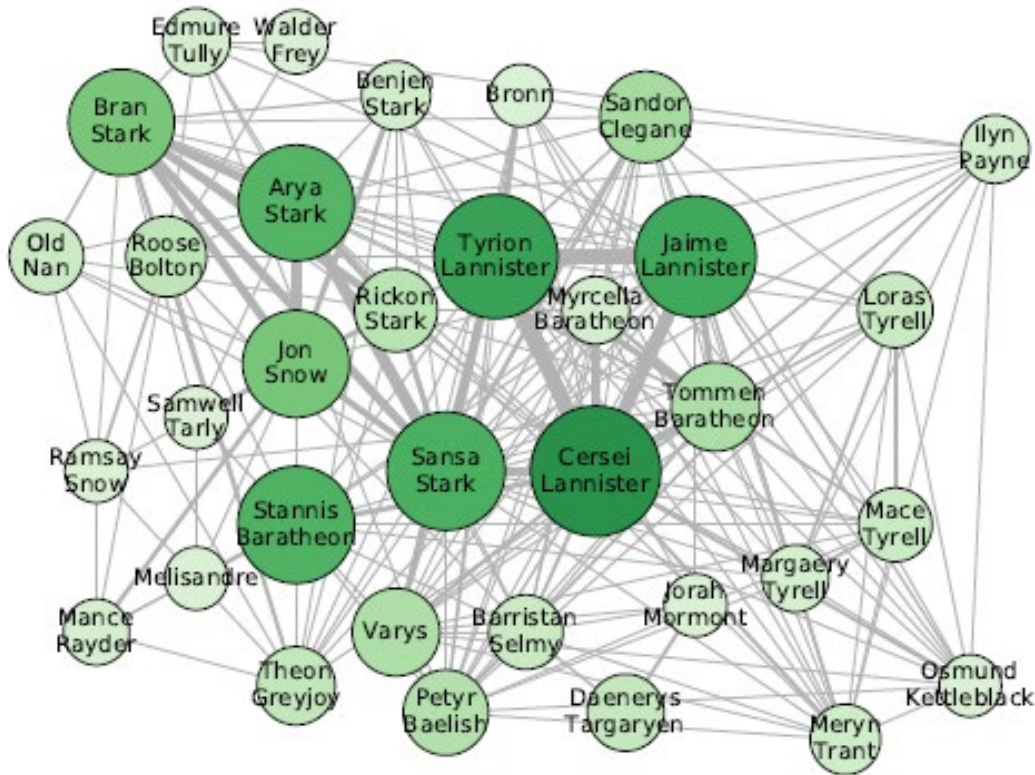 Edmure
Tully
Walder
Frey
Benjen
Stark
Bronn
Bran
Stark
Sandor
Clegane
Ilyn
Payne
Arya
Stark
Old
Nan
Roose
Bolton
Tyrion
Lannister
Jaime
Lannister
Rickon
Stark
Myrcella
Baratheon
Loras
Tyrell
Jon
Snow
Samwell
Tarly
Tommen
Baratheon
Ramsay
Snow
Sansa
Stark
Cersei
Lannister
Stannis
Baratheon
Mace
Tyrell
Melisandre
Margaery
Tyrell
Jorah
Mormont
Mance
Rayder
Varys
Barristan
Selmy
Theon
Greyjoy
Petyr
Baelish
Daenerys
Targaryen
Osmund
Kettleblack
Meryn
Trant